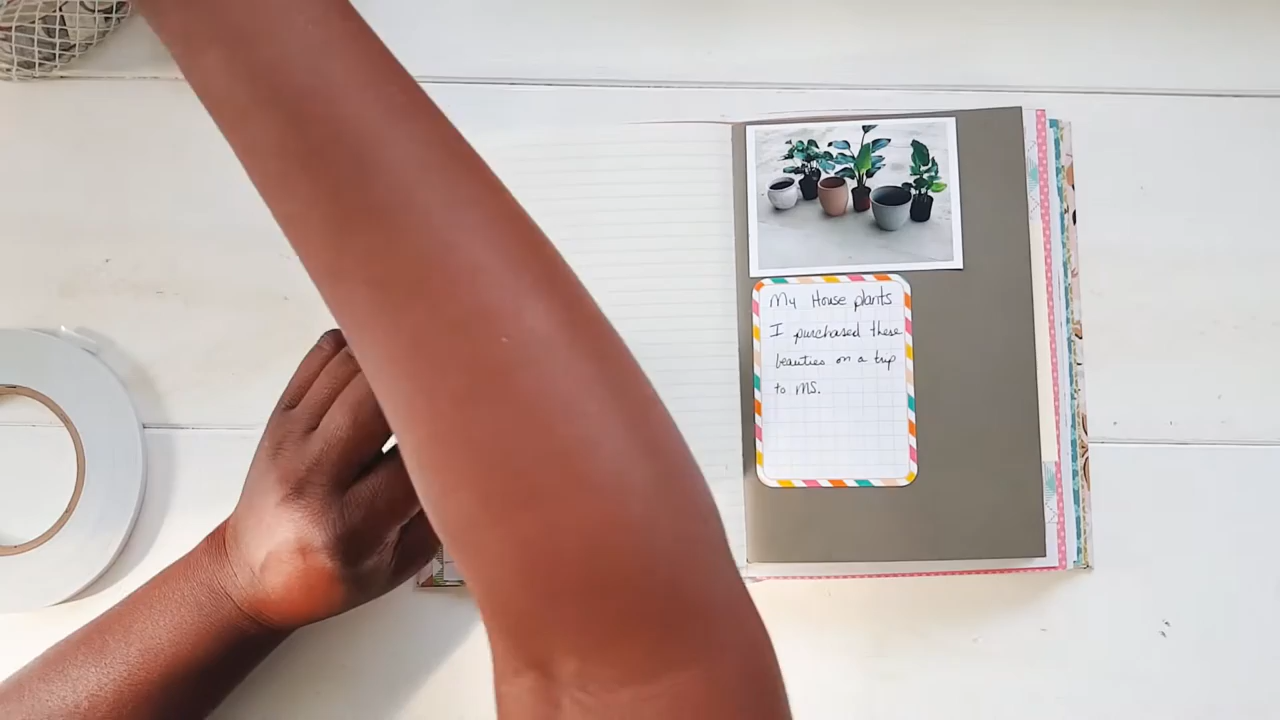 My House plants
I purchased these
beauties on a trip
to MS.